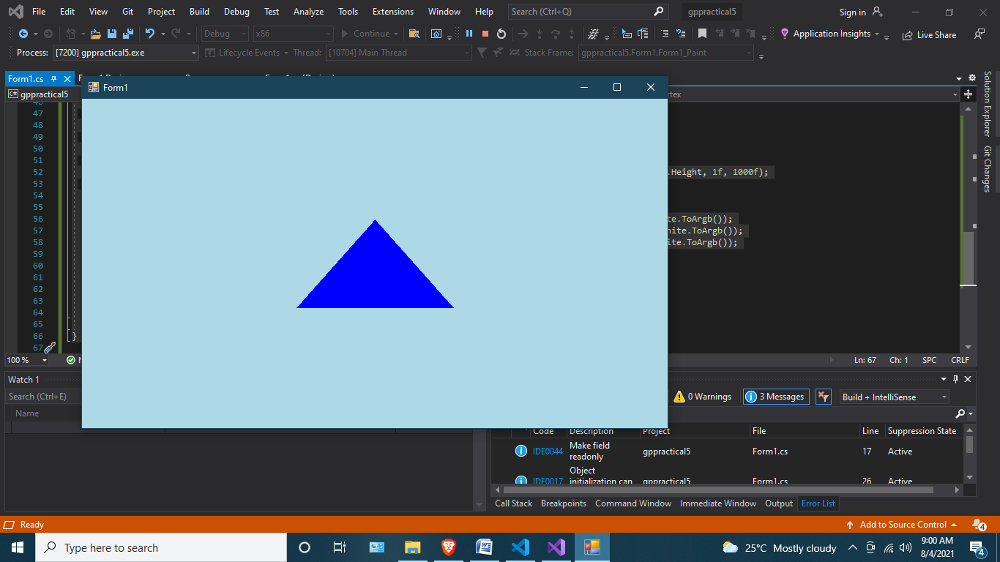 File Edit View Git Project Build Debug Test Analyze Tools Extensions Window Help Search (Ctrl+Q) gppractical5 Sign in
Debug x86 Continue Application Insights Live Share
Process: [7200] gppractical5.exe Lifecycle Events Thread: [10704] Main Thread Stack Frame: gppractical5.Form1.Form1_Paint
Form1.cs
Form1
C# gppractical5
47
48
49
50
51
52 .Height, 1f, 1000f);
53
54
55
56 te.ToArgb());
57 hite.ToArgb());
58 ite.ToArgb());
59
60
61
62
63
64
65
66 }
67
100 % Ln: 67 Ch: 1 SPC CRLF
Watch 1
Search (Ctrl+E) 0 Warnings 3 Messages Build + IntelliSense
Name
Code Description Project File Line Suppression State
IDE0044 Make field readonly gppractical5 Form1.cs 17 Active
IDE0017 Object initialization can gppractical5 Form1.cs 26 Active
Call Stack Breakpoints Command Window Immediate Window Output Error List
Solution Explorer
Git Changes
Ready Add to Source Control 4
Type here to search 25°C Mostly cloudy 9:00 AM
8/4/2021 4